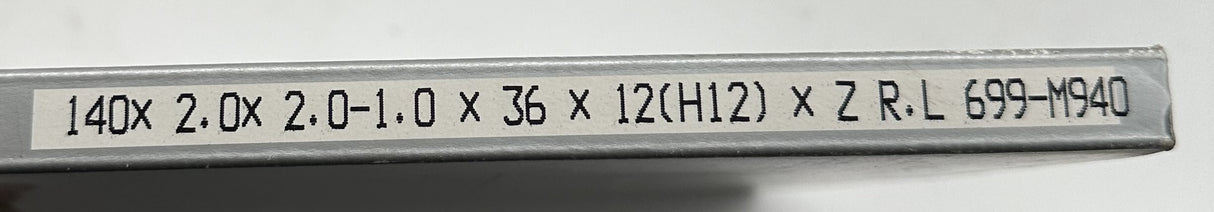 140x 2.0x 2.0-1.0 x 36 x 12(H12) x Z R.L 699-M940